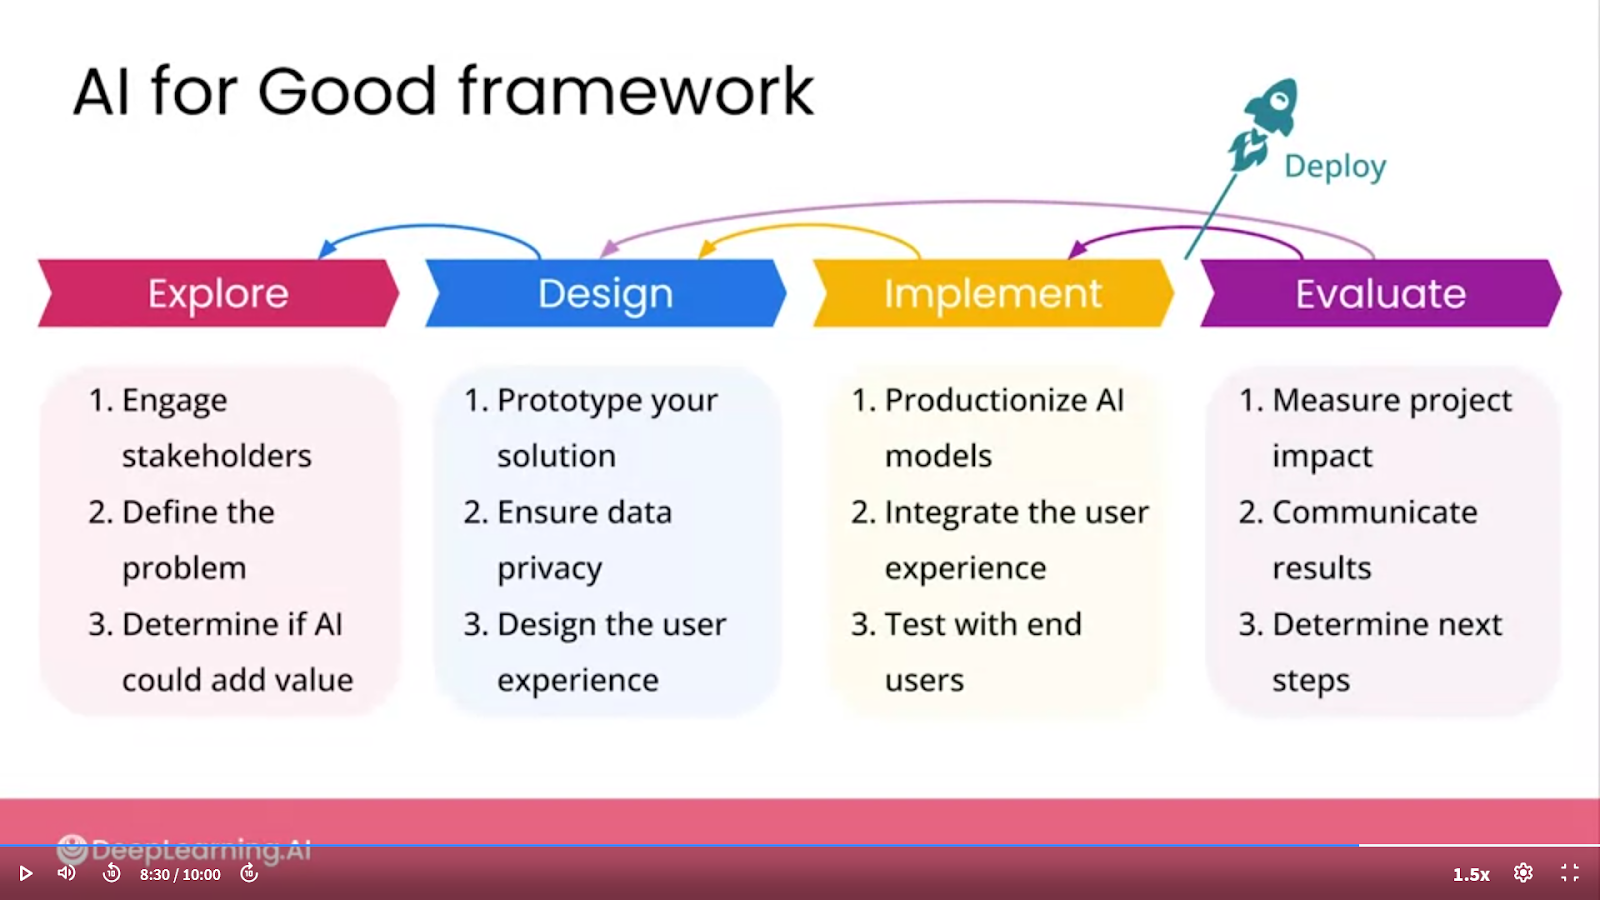 AI for Good framework
Deploy
Explore
Design
Implement
Evaluate
1. Engage
stakeholders
2. Define the
problem
3. Determine if AI
could add value
1. Prototype your
solution
2. Ensure data
privacy
3. Design the user
experience
1. Productionize AI
models
2. Integrate the user
experience
3. Test with end
users
1. Measure project
impact
2. Communicate
results
3. Determine next
steps
DeepLearning.AI
10
8:30 / 10:00
10
1.5x